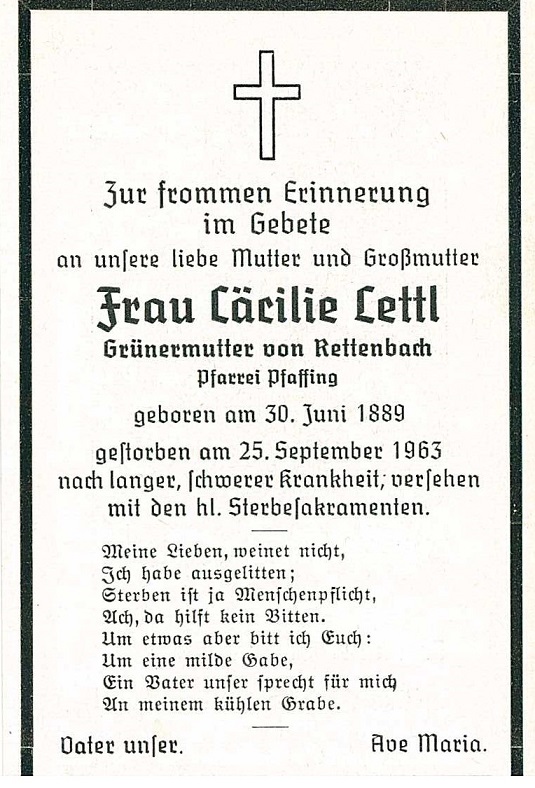 Zur frommen Erinnerung
im Gebete
an unsere liebe Mutter und Großmutter
Frau Cäcilie Lettl
Grünermutter von Rettenbach
Pfarrei Pfaffing
geboren am 30. Juni 1889
gestorben am 25. September 1963
nach langer, schwerer Krankheit, versehen
mit den hl. Sterbesakramenten.
Meine Lieben, weinet nicht,
Ich habe ausgelitten;
Sterben ist ja Menschenpflicht,
Ach, da hilft kein Bitten.
Um etwas aber bitt ich Euch:
Um eine milde Gabe,
Ein Vater unser sprecht für mich
An meinem kühlen Grabe.
Vater unser. Ave Maria.